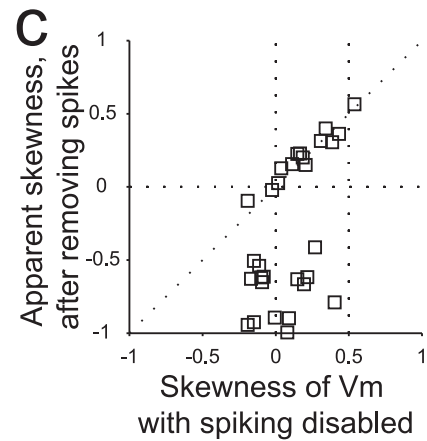 C
Apparent skewness,
after removing spikes
1
0.5
0
-0.5
-1
-1 -0.5 0 0.5 1
Skewness of Vm
with spiking disabled